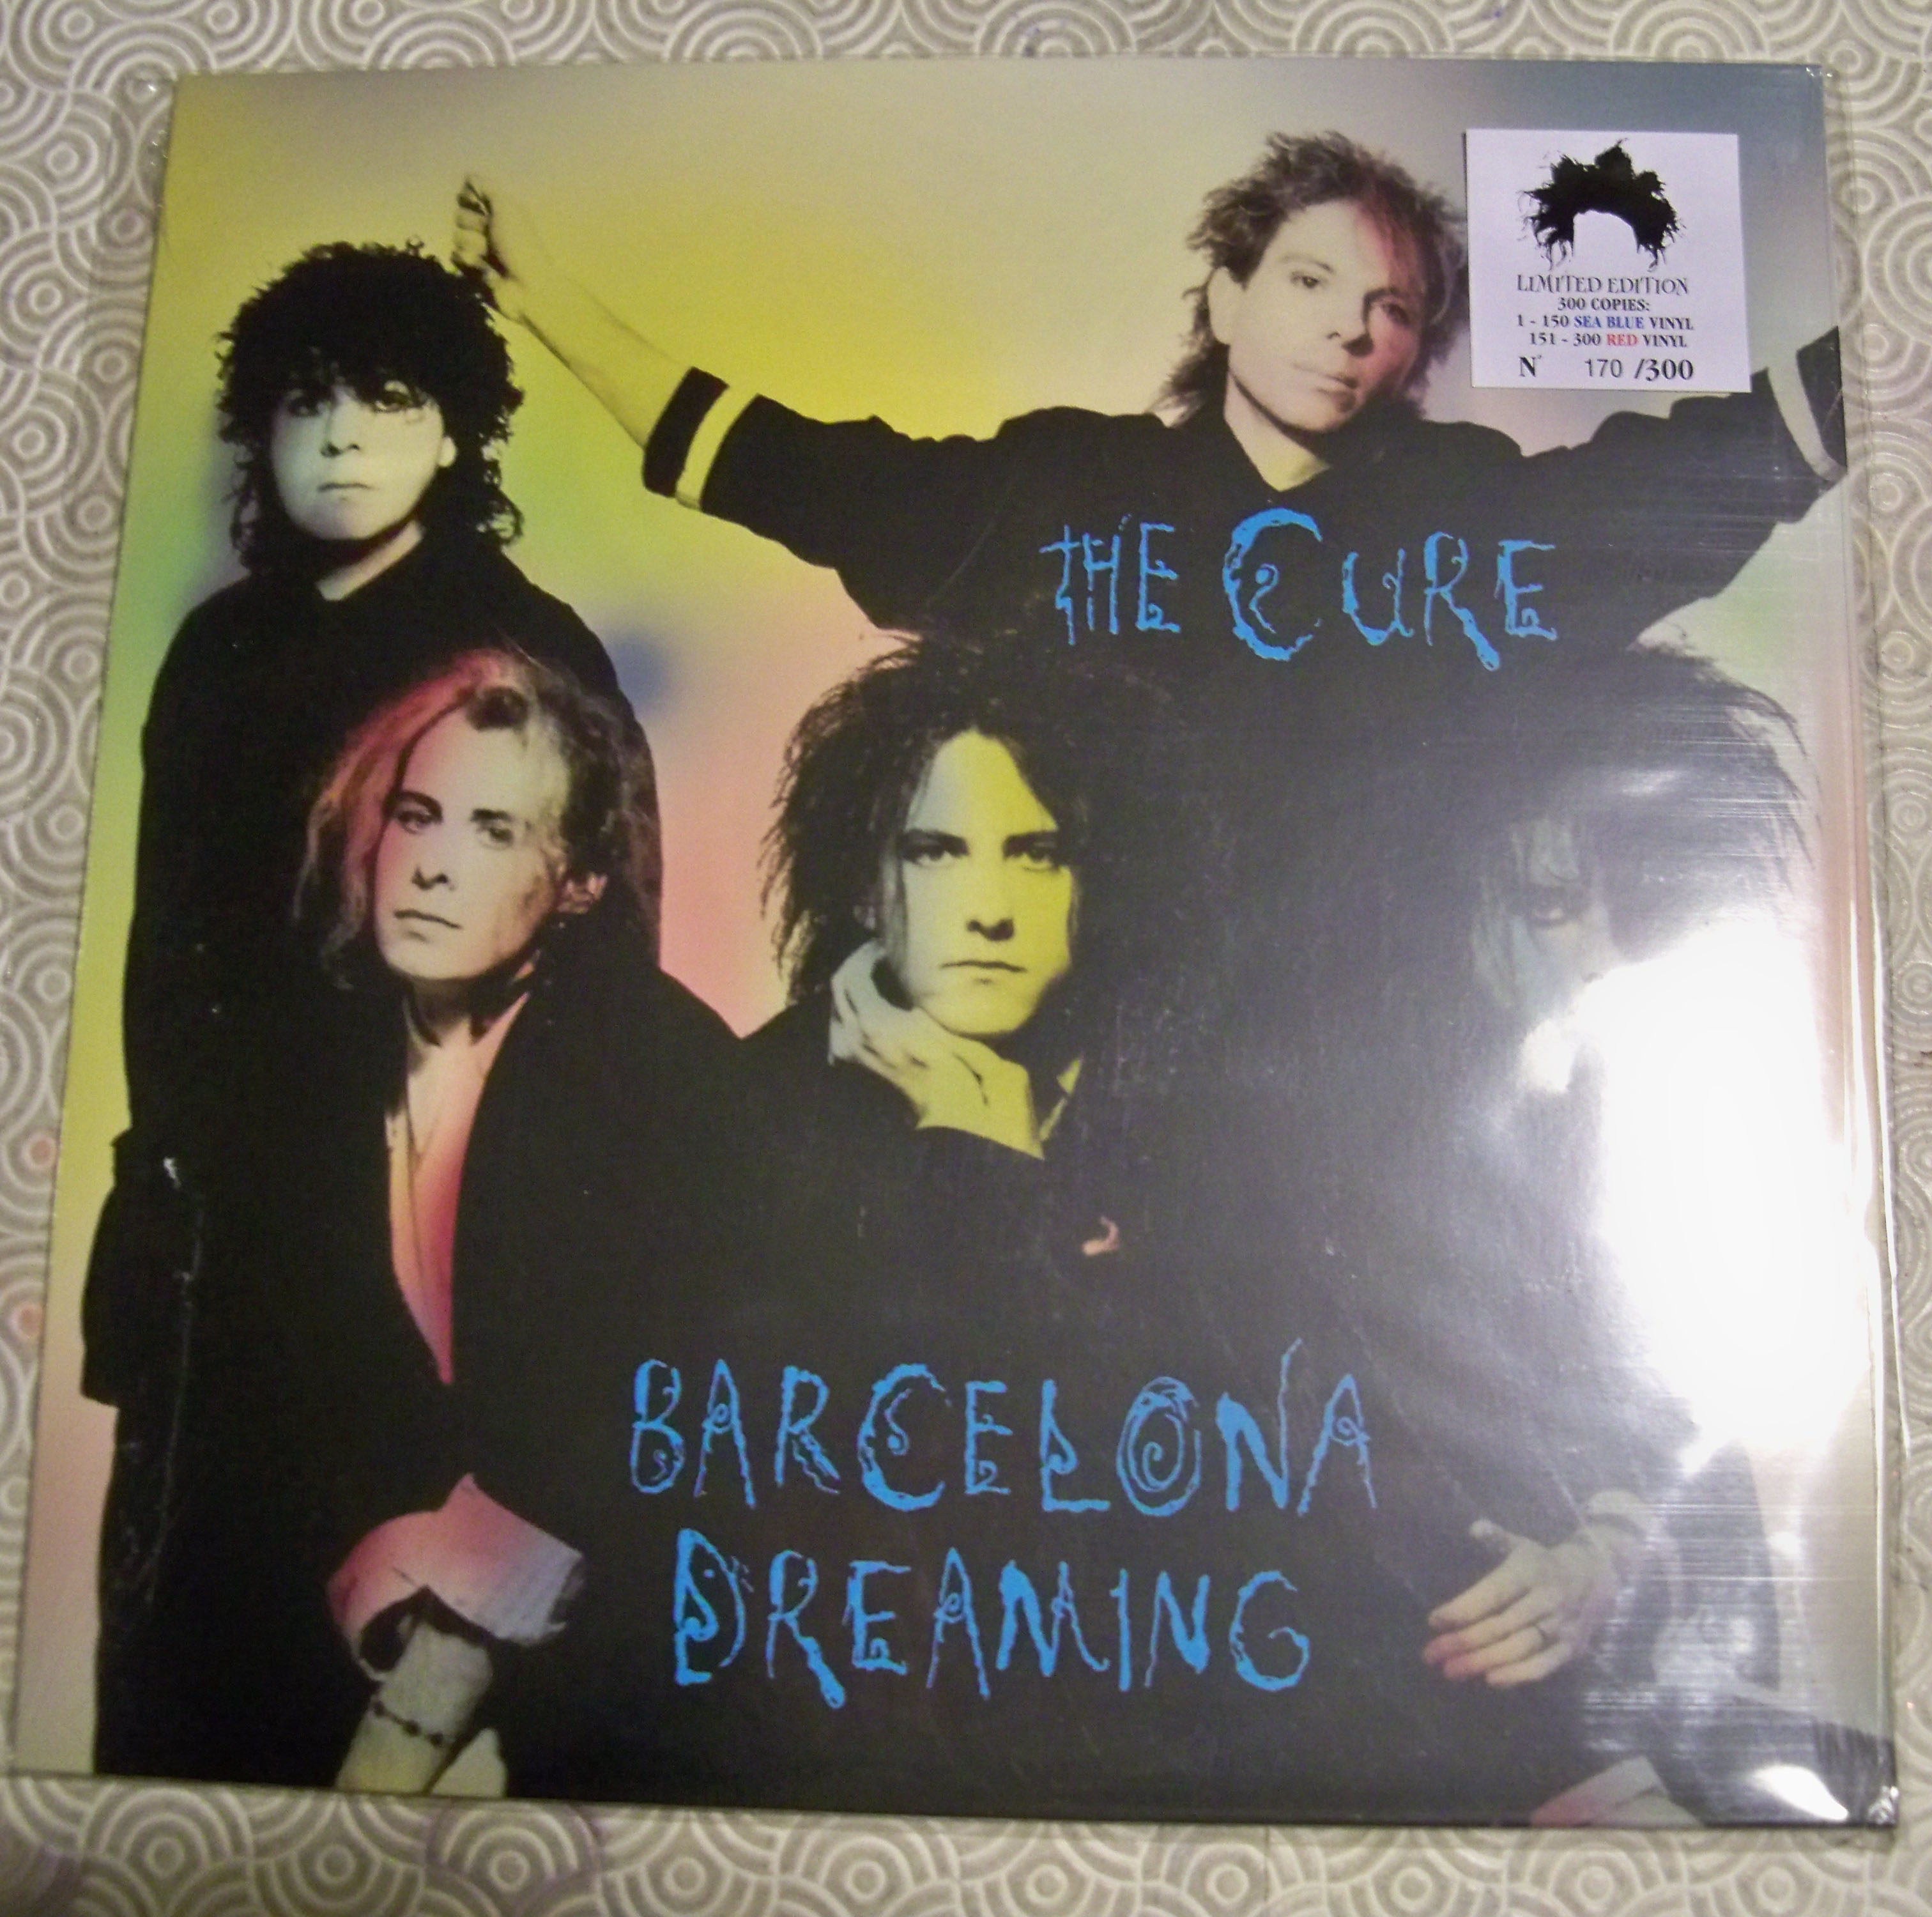 LIMITED EDITION
300 COPIES:
1 - 150 SEA BLUE VINYL
151 - 300 RED VINYL
N° 170 /300
THE CURE
BARCELONA
DREAMING